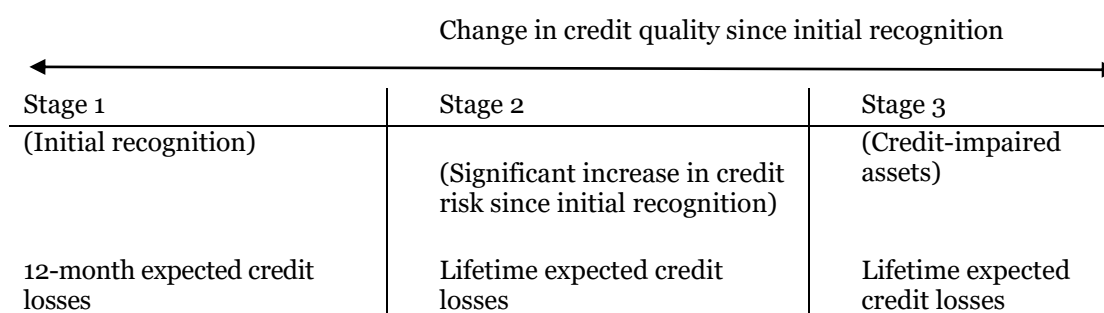 Change in credit quality since initial recognition
Stage 1
Stage 2
Stage 3
(Initial recognition)
(Significant increase in credit
risk since initial recognition)
(Credit-impaired
assets)
12-month expected credit
losses
Lifetime expected credit
losses
Lifetime expected
credit losses